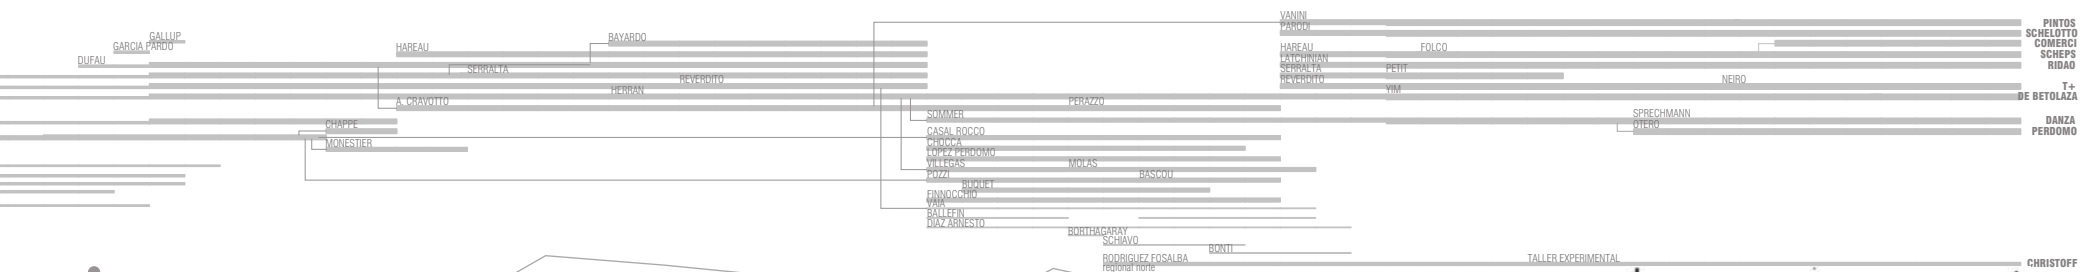 VANINI
PINTOS
PARODI
SCHELOTTO
GALLUP
BAYARDO
COMERCI
GARCIA PARDO
HAREAU
HAREAU
FOLCO
SCHEPS
DUFAU
LATCHINIAN
RIDAO
SERRALTA
SERRALTA
PETIT
REVERDITO
REVERDITO
NEIRO
T+
HERRAN
YIM
DE BETOLAZA
A. CRAVOTTO
PERAZZO
SOMMER
SPRECHMANN
DANZA
CHAPPE
OTERO
PERDOMO
CASAL ROCCO
MONESTIER
CHOCCA
LOPEZ PERDOMO
VILLEGAS
MOLAS
POZZI
BASCOU
BUQUET
FINNOCCHIO
VAIA
BALLEFIN
DIAZ ARNESTO
BORTHAGARAY
SCHIAVO
BONTI
RODRIGUEZ FOSALBA
TALLER EXPERIMENTAL
CHRISTOFF
regional norte